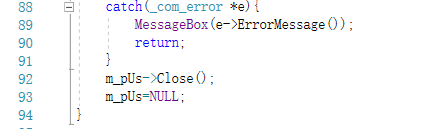 88 catch(_com_error *e){
89 MessageBox(e->ErrorMessage());
90 return;
91 }
92 m_pUs->Close();
93 m_pUs=NULL;
94 }